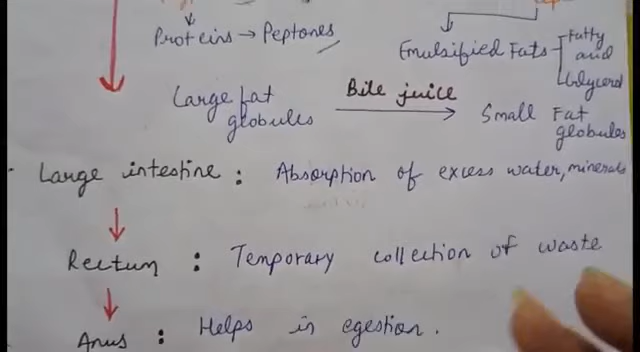 Proteins → Peptones
Emulsified Fats
Fatty
and
Glycerol
Large fat
globules
Bile juice
Small Fat
globules
Large intestine : Absorption of excess water, minerals
Rectum : Temporary collection of waste
Anus : Helps in egestion.